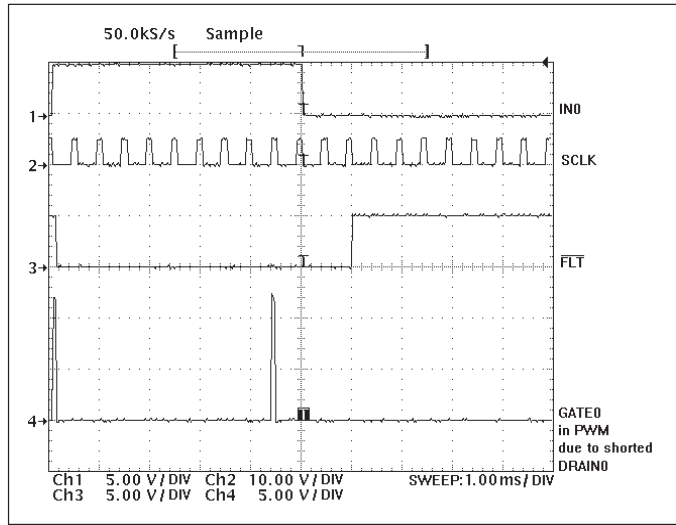 50.0kS/s Sample
1
IN0
2
SCLK
3
FLT
4
T
GATE0
in PWM
due to shorted
DRAIN0
Ch1 5.00 V/DIV Ch2 10.00 V/DIV SWEEP:1.00ms/DIV
Ch3 5.00 V/DIV Ch4 5.00 V/DIV